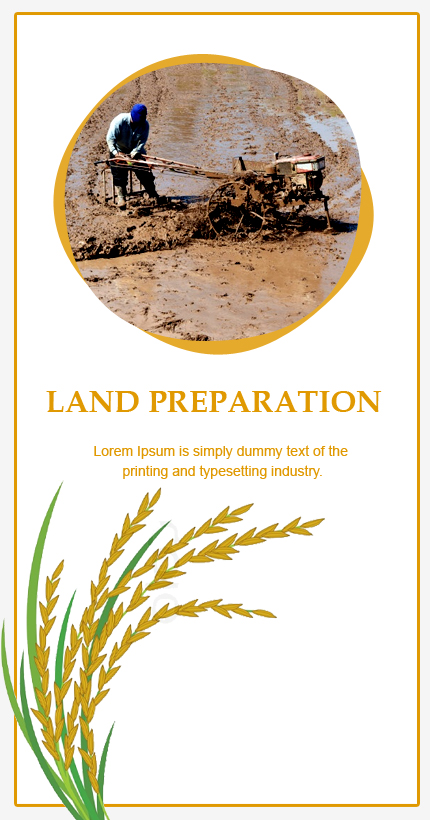 LAND PREPARATION
Lorem Ipsum is simply dummy text of the
printing and typesetting industry.